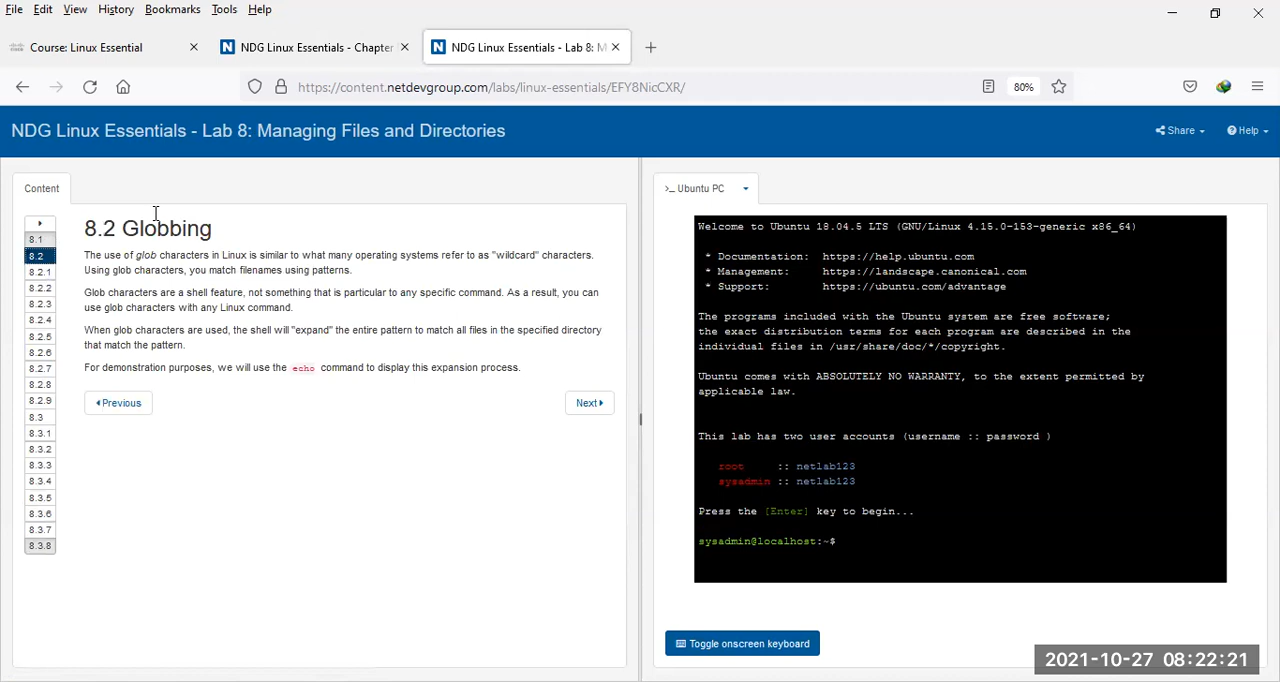 File Edit View History Bookmarks Tools Help
Course: Linux Essential
NDG Linux Essentials - Chapter
NDG Linux Essentials - Lab 8: M
https://content.netdevgroup.com/labs/linux-essentials/EFY8NicCXR/
80%
NDG Linux Essentials - Lab 8: Managing Files and Directories
Share
Help
Content
8.1
8.2
8.2.1
8.2.2
8.2.3
8.2.4
8.2.5
8.2.6
8.2.7
8.2.8
8.2.9
8.3
8.3.1
8.3.2
8.3.3
8.3.4
8.3.5
8.3.6
8.3.7
8.3.8
8.2 Globbing
The use of glob characters in Linux is similar to what many operating systems refer to as "wildcard" characters.
Using glob characters, you match filenames using patterns.
Glob characters are a shell feature, not something that is particular to any specific command. As a result, you can
use glob characters with any Linux command.
When glob characters are used, the shell will "expand" the entire pattern to match all files in the specified directory
that match the pattern.
For demonstration purposes, we will use the echo command to display this expansion process.
Previous
Next
>_ Ubuntu PC
Welcome to Ubuntu 18.04.5 LTS (GNU/Linux 4.15.0-153-generic x86_64)
* Documentation: https://help.ubuntu.com
* Management: https://landscape.canonical.com
* Support: https://ubuntu.com/advantage
The programs included with the Ubuntu system are free software;
the exact distribution terms for each program are described in the
individual files in /usr/share/doc/*/copyright.
Ubuntu comes with ABSOLUTELY NO WARRANTY, to the extent permitted by
applicable law.
This lab has two user accounts (username :: password )
root :: netlab123
sysadmin :: netlab123
Press the [Enter] key to begin...
sysadmin@localhost:~$
Toggle onscreen keyboard
2021-10-27 08:22:21